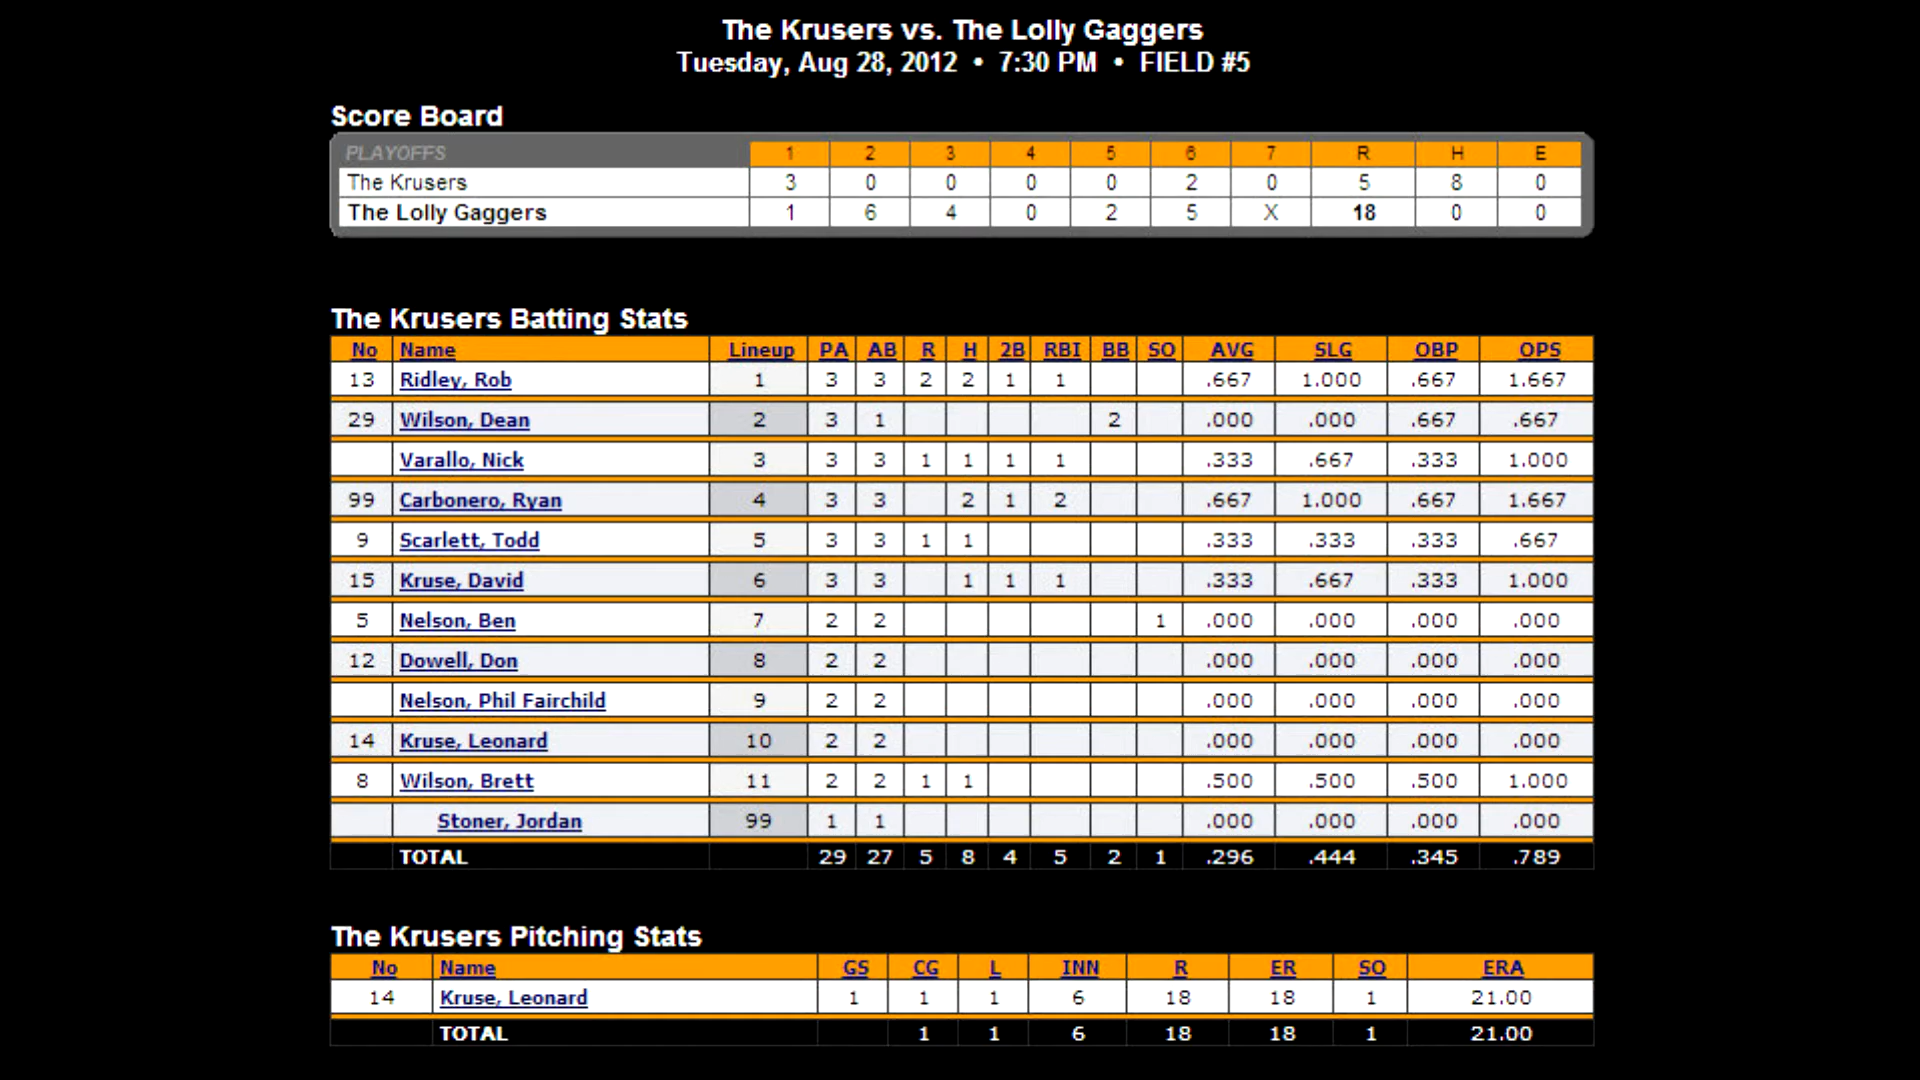 The Krusers vs. The Lolly Gaggers
Tuesday, Aug 28, 2012 • 7:30 PM • FIELD #5
Score Board
PLAYOFFS 1 2 3 4 5 6 7 R H E
The Krusers 3 0 0 0 0 2 0 5 8 0
The Lolly Gaggers 1 6 4 0 2 5 X 18 0 0
The Krusers Batting Stats
No Name Lineup PA AB R H 2B RBI BB SO AVG SLG OBP OPS
13 Ridley, Rob 1 3 3 2 2 1 1 .667 1.000 .667 1.667
29 Wilson, Dean 2 3 1 2 .000 .000 .667 .667
Varallo, Nick 3 3 3 1 1 1 1 .333 .667 .333 1.000
99 Carbonero, Ryan 4 3 3 2 1 2 .667 1.000 .667 1.667
9 Scarlett, Todd 5 3 3 1 1 .333 .333 .333 .667
15 Kruse, David 6 3 3 1 1 1 .333 .667 .333 1.000
5 Nelson, Ben 7 2 2 1 .000 .000 .000 .000
12 Dowell, Don 8 2 2 .000 .000 .000 .000
Nelson, Phil Fairchild 9 2 2 .000 .000 .000 .000
14 Kruse, Leonard 10 2 2 .000 .000 .000 .000
8 Wilson, Brett 11 2 2 1 1 .500 .500 .500 1.000
Stoner, Jordan 99 1 1 .000 .000 .000 .000
TOTAL 29 27 5 8 4 5 2 1 .296 .444 .345 .789
The Krusers Pitching Stats
No Name GS CG L INN R ER SO ERA
14 Kruse, Leonard 1 1 1 6 18 18 1 21.00
TOTAL 1 1 6 18 18 1 21.00